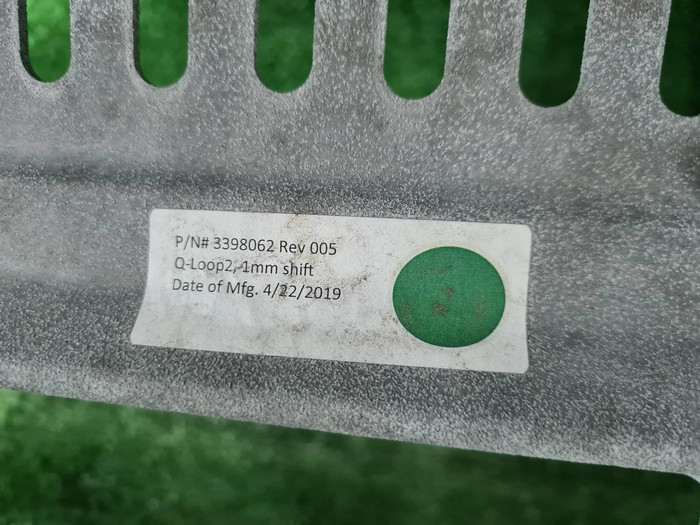 P/N# 3398062 Rev 005
Q-Loop2, 1mm shift
Date of Mfg. 4/22/2019